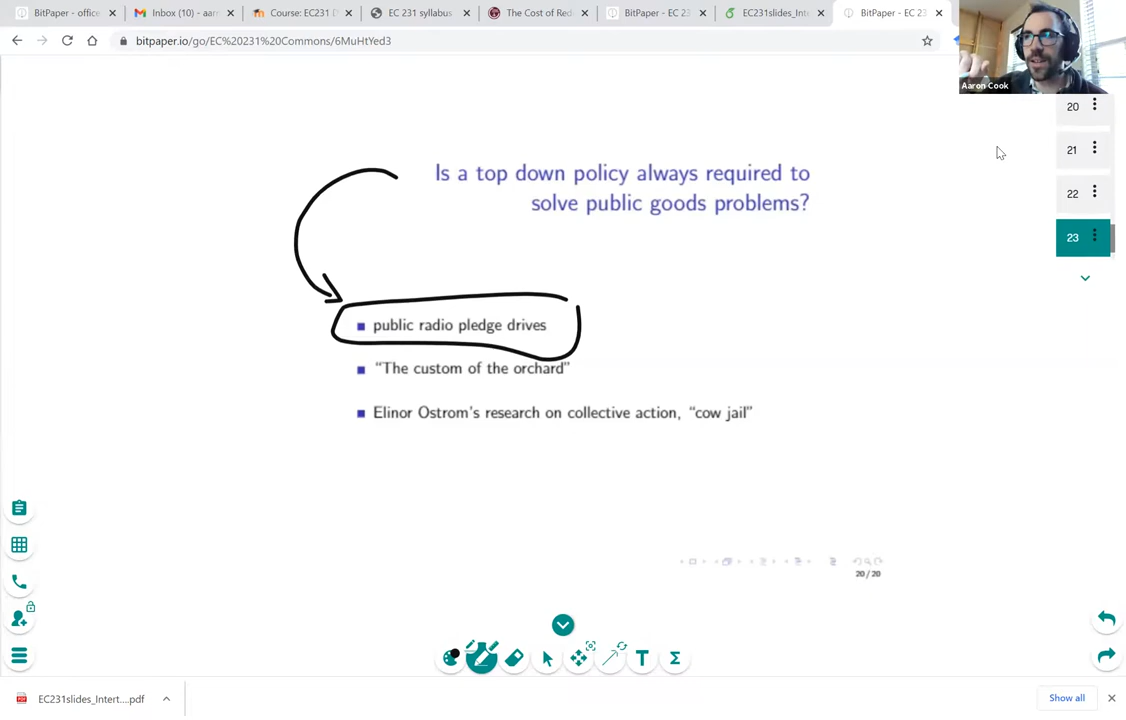 BitPaper - office
Inbox (10) - aarr
Course: EC231 (
EC 231 syllabus
The Cost of Red
BitPaper - EC 23
EC231slides_Inte
BitPaper - EC 23
bitpaper.io/go/EC%20231%20Commons/6MuHtYed3
Aaron Cook
20
21
22
23
Is a top down policy always required to
solve public goods problems?
public radio pledge drives
“The custom of the orchard”
Elinor Ostrom's research on collective action, “cow jail”
20/20
T
Σ
EC231slides_Intert....pdf
Show all